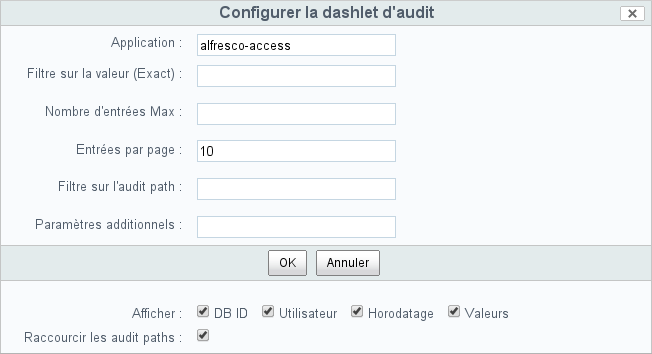 Configurer la dashlet d'audit
Application : alfresco-access
Filtre sur la valeur (Exact) :
Nombre d'entrées Max :
Entrées par page : 10
Filtre sur l'audit path :
Paramètres additionnels :
OK Annuler
Afficher : DB ID Utilisateur Horodatage Valeurs
Raccourcir les audit paths :